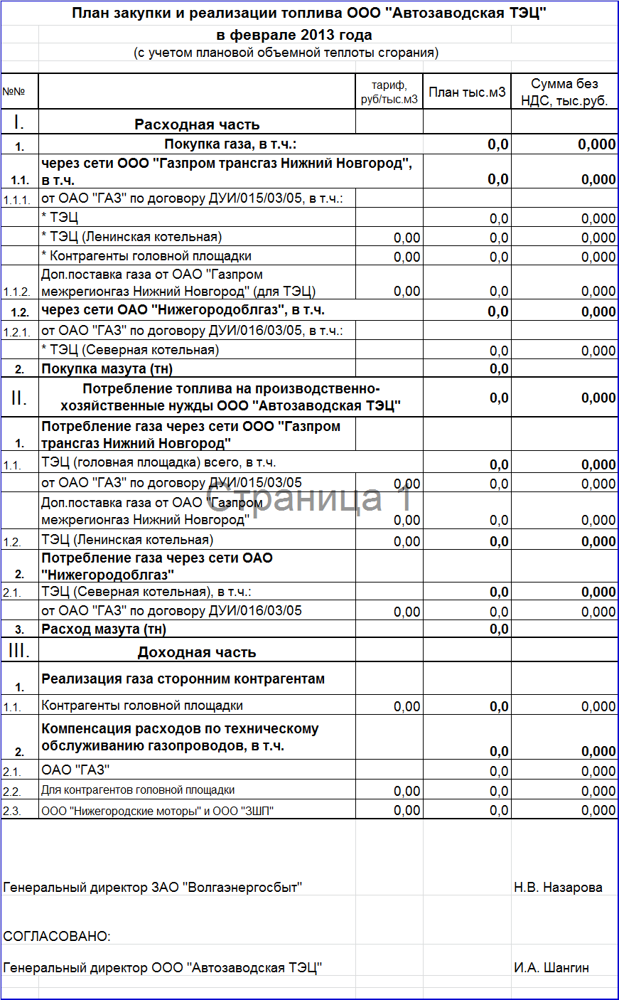 План закупки и реализации топлива ООО "Автозаводская ТЭЦ"
в феврале 2013 года
(с учетом плановой объемной теплоты сгорания)
№№ тариф, руб/тыс.м3 План тыс.м3 Сумма без НДС, тыс.руб.
I. Расходная часть
1. Покупка газа, в т.ч.: 0,0 0,000
через сети ООО "Газпром трансгаз Нижний Новгород",
1.1. в т.ч. 0,0 0,000
1.1.1. от ОАО "ГАЗ" по договору ДУИ/015/03/05, в т.ч.:
* ТЭЦ 0,0 0,000
* ТЭЦ (Ленинская котельная) 0,00 0,0 0,000
* Контрагенты головной площадки 0,00 0,0 0,000
Доп.поставка газа от ОАО "Газпром
1.1.2. межрегионгаз Нижний Новгород" (для ТЭЦ) 0,00 0,0 0,000
1.2. через сети ОАО "Нижегородоблгаз", в т.ч. 0,0 0,000
1.2.1. от ОАО "ГАЗ" по договору ДУИ/016/03/05, в т.ч.:
* ТЭЦ (Северная котельная) 0,0 0,000
2. Покупка мазута (тн) 0,0
II. Потребление топлива на производственно-
хозяйственные нужды ООО "Автозаводская ТЭЦ" 0,0 0,000
Потребление газа через сети ООО "Газпром
1. трансгаз Нижний Новгород"
1.1. ТЭЦ (головная площадка) всего, в т.ч. 0,0 0,000
от ОАО "ГАЗ" по договору ДУИ/015/03/05 0,00 0,0 0,000
Страница 1
Доп.поставка газа от ОАО "Газпром
межрегионгаз Нижний Новгород" 0,00 0,0 0,000
1.2. ТЭЦ (Ленинская котельная) 0,00 0,0 0,000
Потребление газа через сети ОАО
2. "Нижегородоблгаз"
2.1. ТЭЦ (Северная котельная), в т.ч.: 0,0 0,000
от ОАО "ГАЗ" по договору ДУИ/016/03/05 0,00 0,0 0,000
3. Расход мазута (тн) 0,0
III. Доходная часть
1. Реализация газа сторонним контрагентам
1.1. Контрагенты головной площадки 0,00 0,0 0,000
Компенсация расходов по техническому
2. обслуживанию газопроводов, в т.ч. 0,0 0,000
2.1. ОАО "ГАЗ" 0,0 0,000
2.2. Для контрагентов головной площадки 0,00 0,0 0,000
2.3. ООО "Нижегородские моторы" и ООО "ЗШП" 0,00 0,0 0,000
Генеральный директор ЗАО "Волгаэнергосбыт" Н.В. Назарова
СОГЛАСОВАНО:
Генеральный директор ООО "Автозаводская ТЭЦ" И.А. Шангин